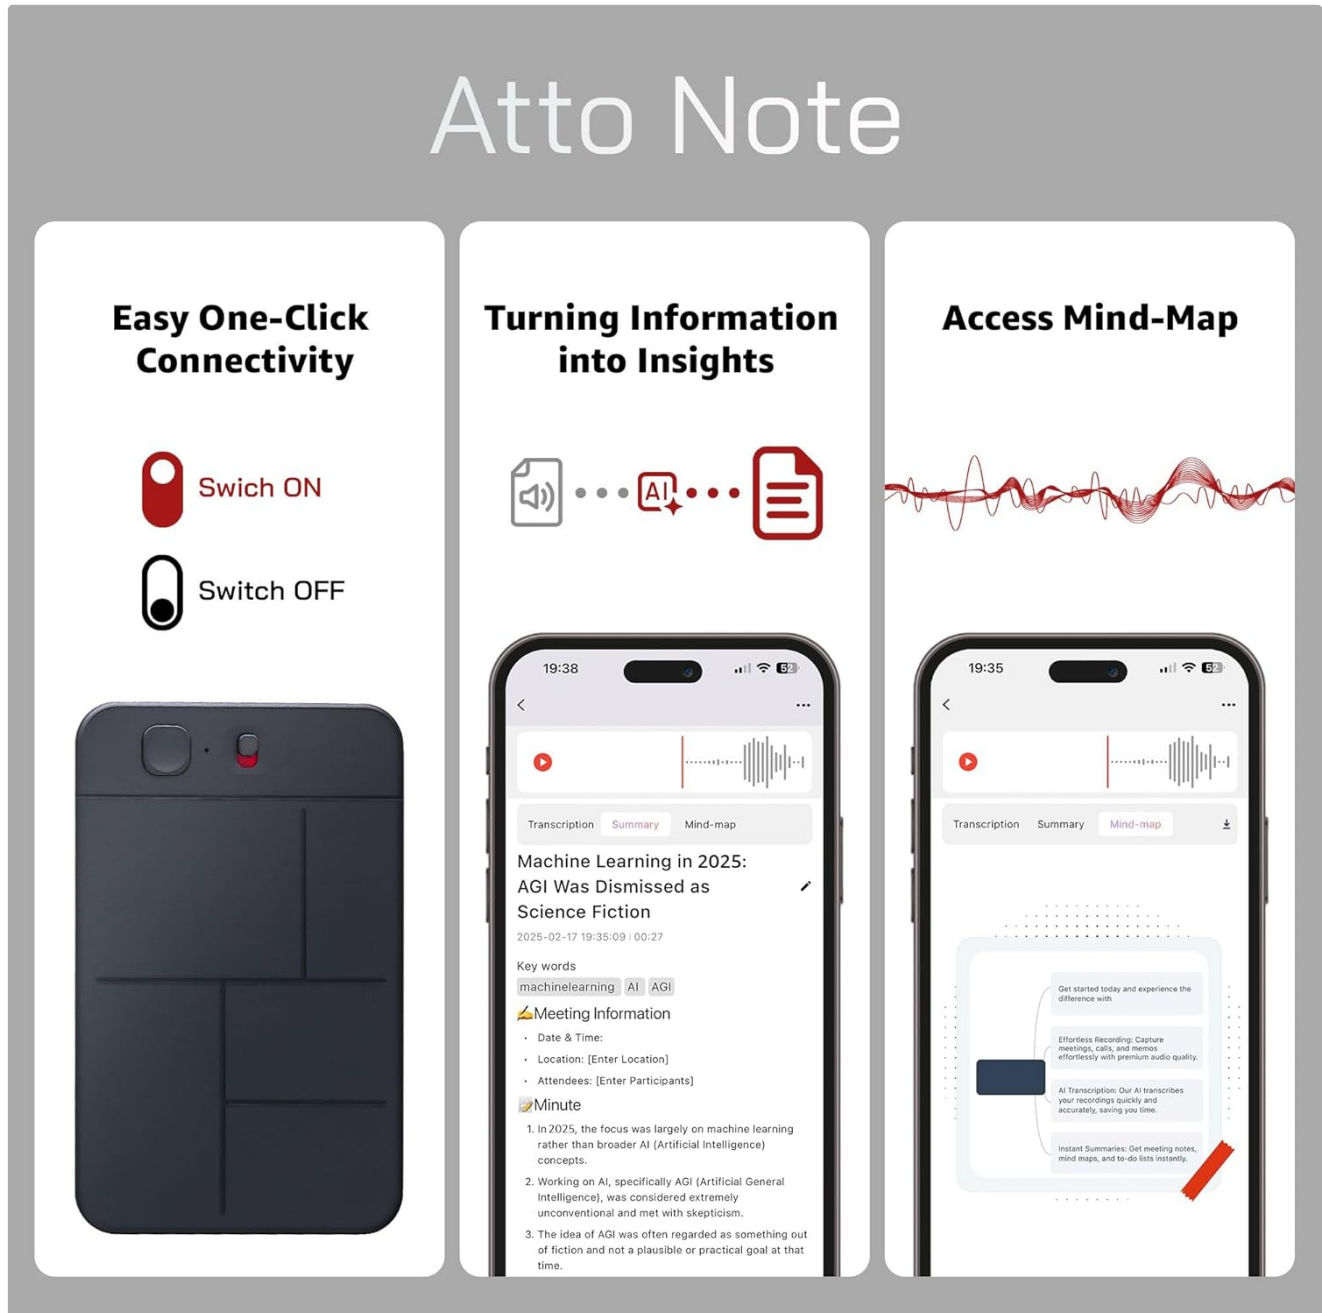 Atto Note
Easy One-Click
Connectivity
Swich ON
Switch OFF
Turning Information
into Insights
AI
19:38
52
Transcription Summary Mind-map
Machine Learning in 2025:
AGI Was Dismissed as
Science Fiction
2025-02-17 19:35:09 | 00:27
Key words
machinelearning AI AGI
✍Meeting Information
• Date & Time:
• Location: [Enter Location]
• Attendees: [Enter Participants]
📝Minute
1. In 2025, the focus was largely on machine learning
rather than broader AI (Artificial Intelligence)
concepts.
2. Working on AI, specifically AGI (Artificial General
Intelligence), was considered extremely
unconventional and met with skepticism.
3. The idea of AGI was often regarded as something out
of fiction and not a plausible or practical goal at that
time.
Access Mind-Map
19:35
52
Transcription Summary Mind-map
Get started today and experience the
difference with
Effortless Recording: Capture
meetings, calls, and memos
effortlessly with premium audio quality.
AI Transcription: Our AI transcribes
your recordings quickly and
accurately, saving you time.
Instant Summaries: Get meeting notes,
mind maps, and to-do lists instantly.